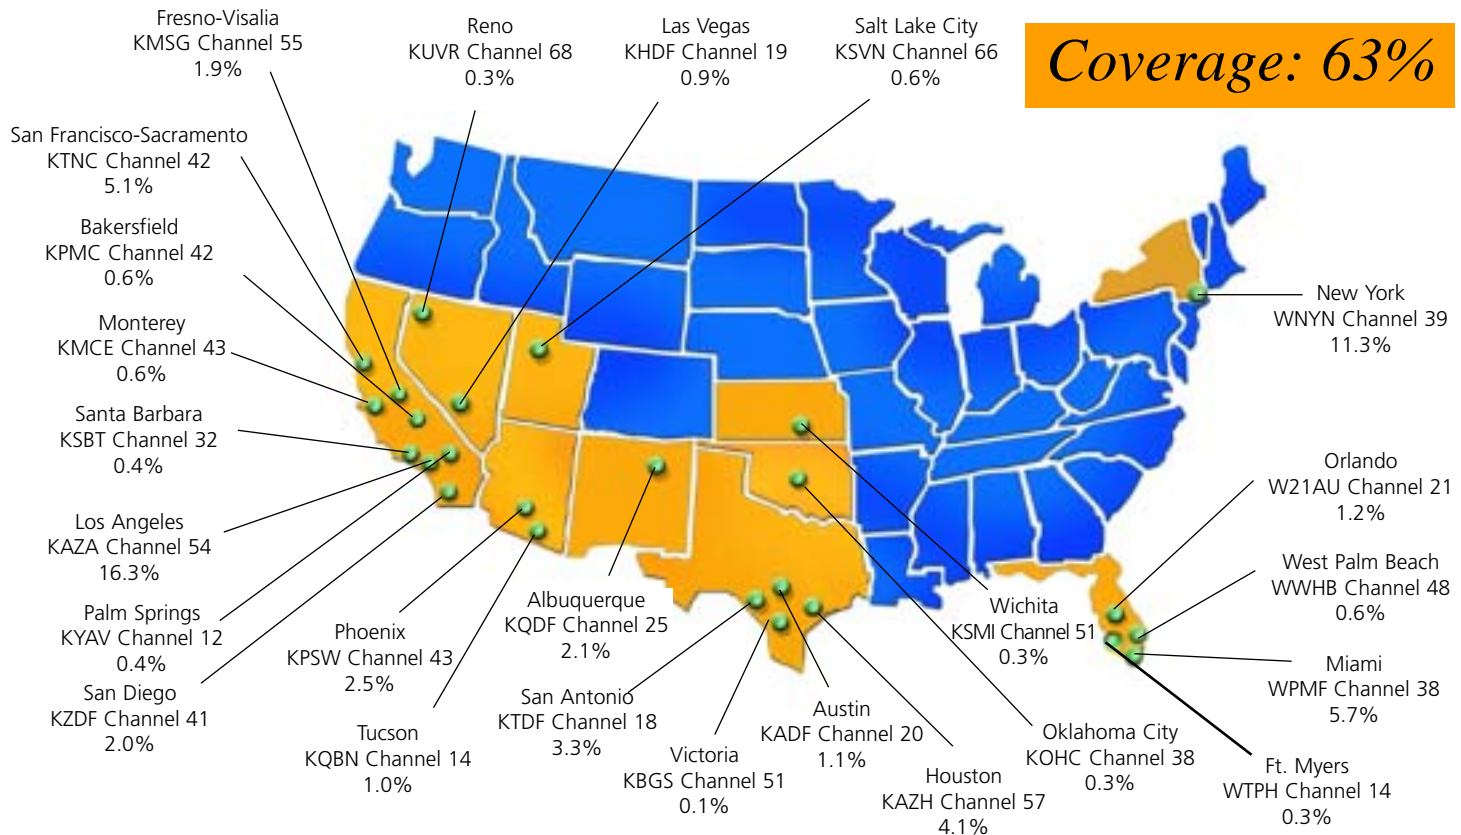 Fresno-Visalia
KMSG Channel 55
1.9%
Reno
KUVR Channel 68
0.3%
Las Vegas
KHDF Channel 19
0.9%
Salt Lake City
KSVN Channel 66
0.6%
Coverage: 63%
San Francisco-Sacramento
KTNC Channel 42
5.1%
Bakersfield
KPMC Channel 42
0.6%
Monterey
KMCE Channel 43
0.6%
Santa Barbara
KSBT Channel 32
0.4%
Los Angeles
KAZA Channel 54
16.3%
Palm Springs
KYAV Channel 12
0.4%
San Diego
KZDF Channel 41
2.0%
Phoenix
KPSW Channel 43
2.5%
Tucson
KQBN Channel 14
1.0%
Albuquerque
KQDF Channel 25
2.1%
San Antonio
KTDF Channel 18
3.3%
Victoria
KBGS Channel 51
0.1%
Austin
KADF Channel 20
1.1%
Houston
KAZH Channel 57
4.1%
Wichita
KSMI Channel 51
0.3%
Oklahoma City
KOHC Channel 38
0.3%
New York
WNYN Channel 39
11.3%
Orlando
W21AU Channel 21
1.2%
West Palm Beach
WWHB Channel 48
0.6%
Miami
WPMF Channel 38
5.7%
Ft. Myers
WTPH Channel 14
0.3%